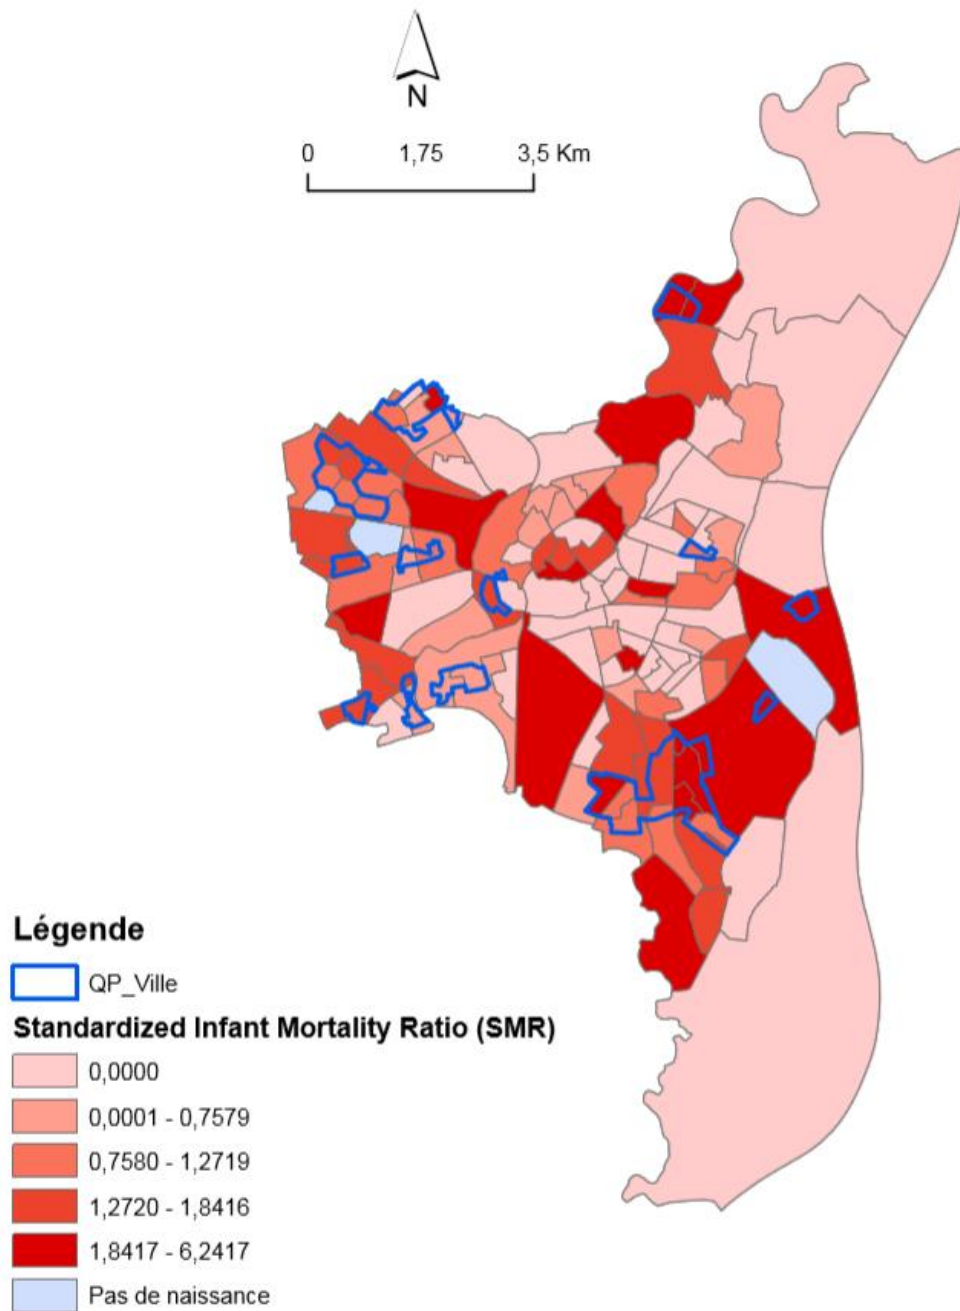 N
0 1,75 3,5 Km
Légende
QP_Ville
Standardized Infant Mortality Ratio (SMR)
0,0000
0,0001 - 0,7579
0,7580 - 1,2719
1,2720 - 1,8416
1,8417 - 6,2417
Pas de naissance